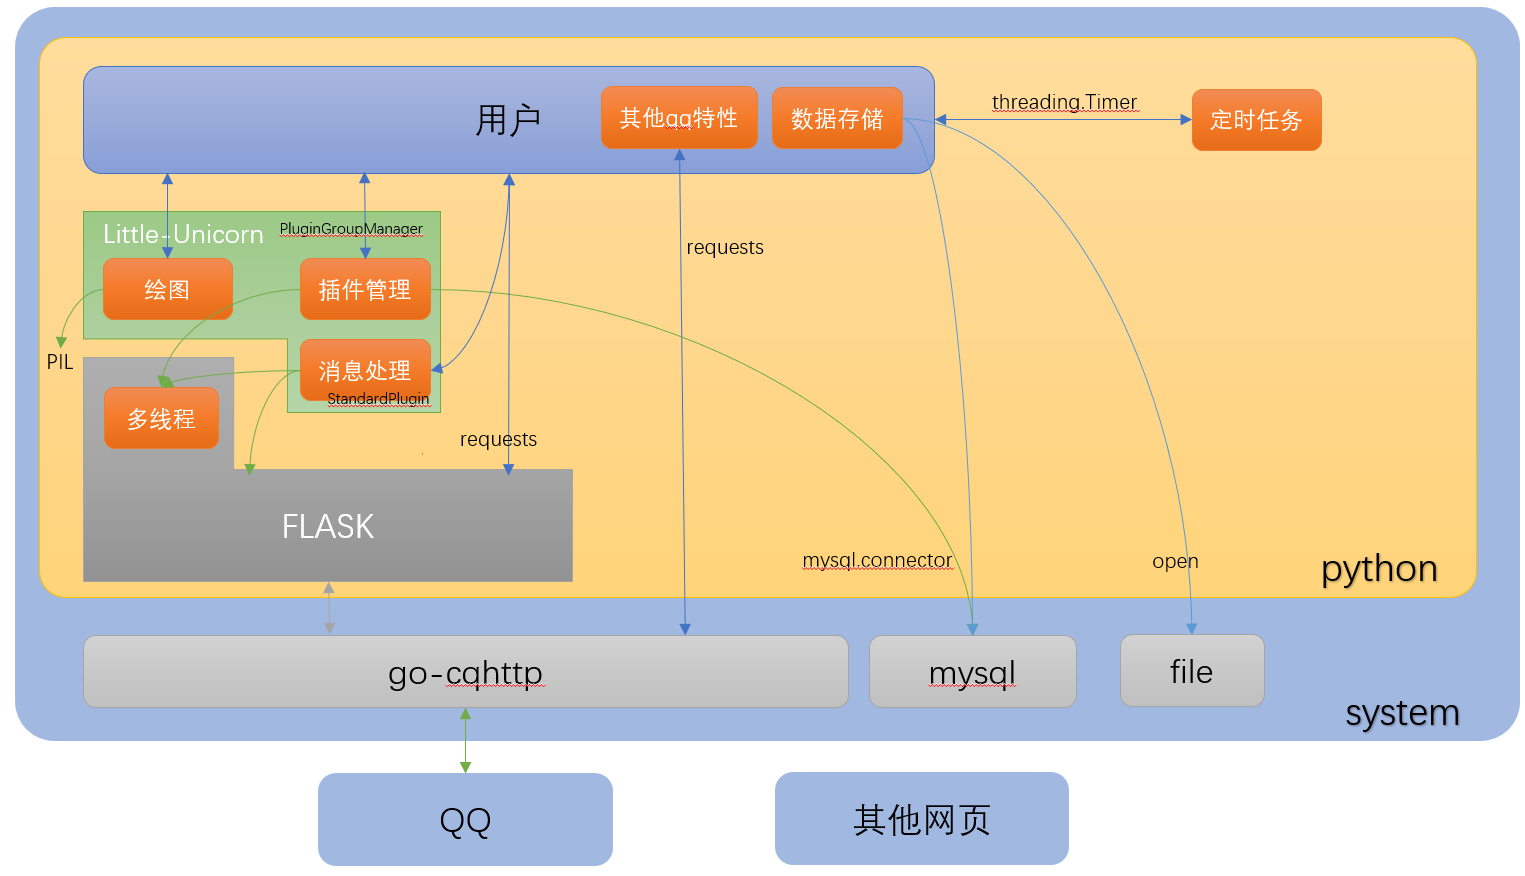 用户
其他qq特性
数据存储
threading.Timer
定时任务
Little-Unicorn
PluginGroupManager
绘图
插件管理
requests
PIL
消息处理
StandardPlugin
多线程
requests
FLASK
mysql.connector
open
python
go-cqhttp
mysql
file
system
QQ
其他网页